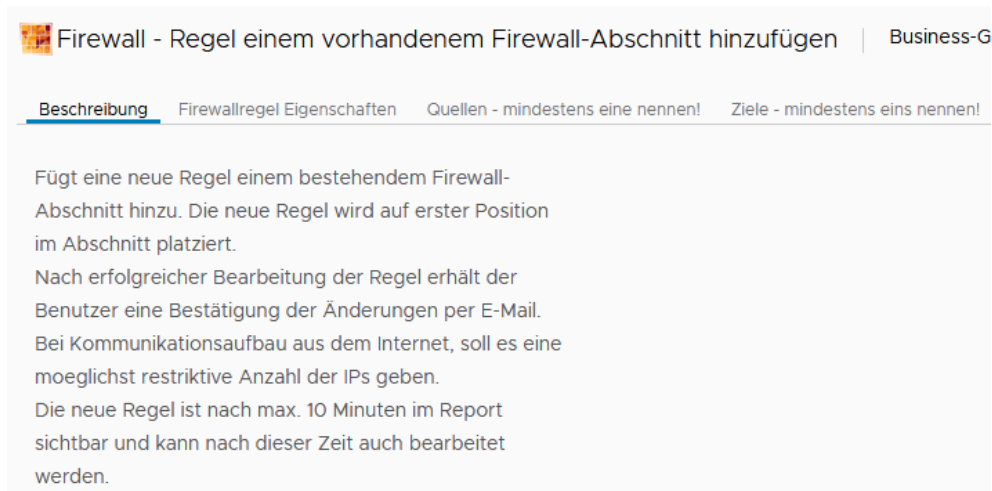 Firewall - Regel einem vorhandenem Firewall-Abschnitt hinzufügen Business-G
Beschreibung Firewallregel Eigenschaften Quellen - mindestens eine nennen! Ziele - mindestens eins nennen!
Fügt eine neue Regel einem bestehendem Firewall-
Abschnitt hinzu. Die neue Regel wird auf erster Position
im Abschnitt platziert.
Nach erfolgreicher Bearbeitung der Regel erhält der
Benutzer eine Bestätigung der Änderungen per E-Mail.
Bei Kommunikationsaufbau aus dem Internet, soll es eine
moeglichst restriktive Anzahl der IPs geben.
Die neue Regel ist nach max. 10 Minuten im Report
sichtbar und kann nach dieser Zeit auch bearbeitet
werden.